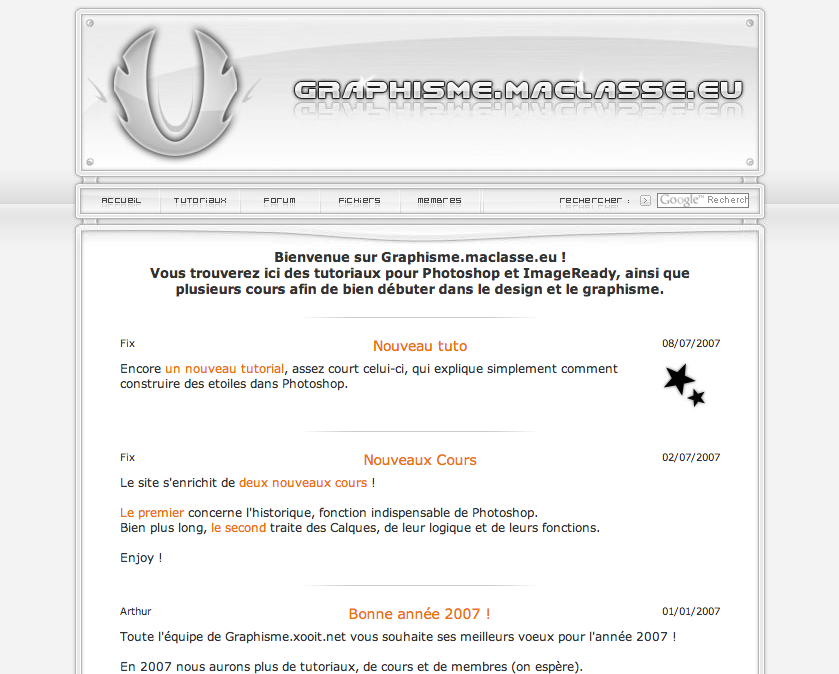 GRAPHISME.MACLASSE.EU
Accueil Tutoriaux Forum Fichiers Membres Rechercher : Google™ Recherch
Bienvenue sur Graphisme.maclasse.eu !
Vous trouverez ici des tutoriaux pour Photoshop et ImageReady, ainsi que
plusieurs cours afin de bien débuter dans le design et le graphisme.
Fix Nouveau tuto 08/07/2007
Encore un nouveau tutorial, assez court celui-ci, qui explique simplement comment
construire des etoiles dans Photoshop.
Fix Nouveaux Cours 02/07/2007
Le site s'enrichit de deux nouveaux cours !
Le premier concerne l'historique, fonction indispensable de Photoshop.
Bien plus long, le second traite des Calques, de leur logique et de leurs fonctions.
Enjoy !
Arthur Bonne année 2007 ! 01/01/2007
Toute l'équipe de Graphisme.xooit.net vous souhaite ses meilleurs voeux pour l'année 2007 !
En 2007 nous aurons plus de tutoriaux, de cours et de membres (on espère).